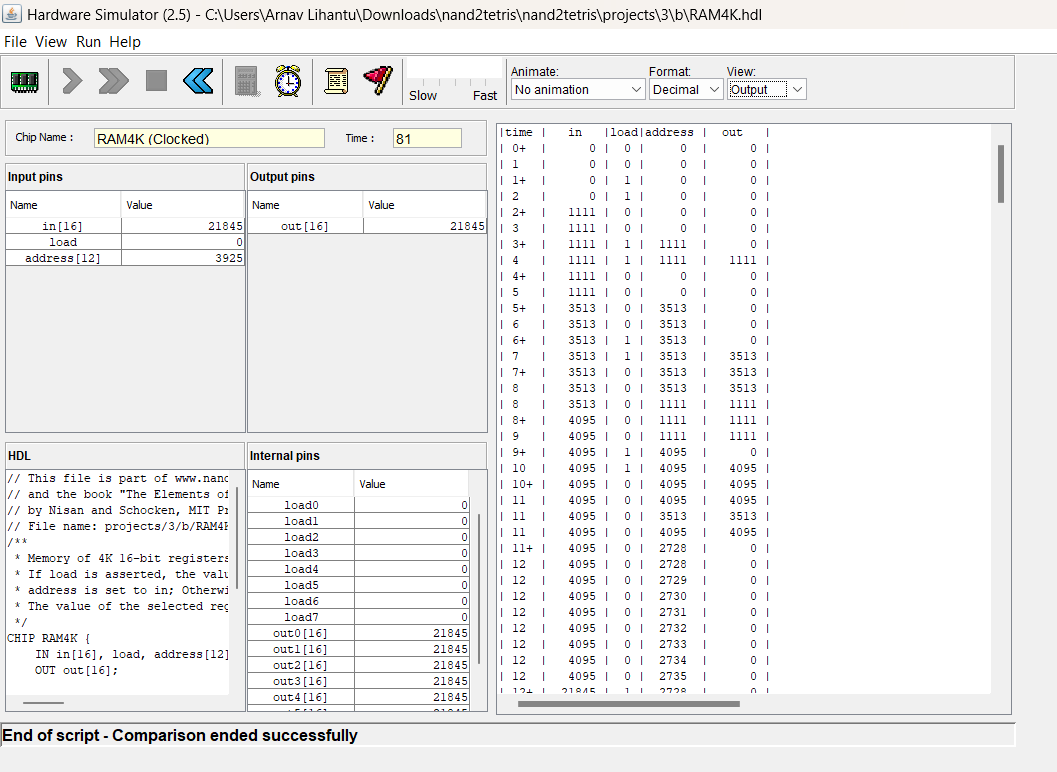 Hardware Simulator (2.5) - C:\Users\Arnav Lihantu\Downloads\nand2tetris\nand2tetris\projects\3\b\RAM4K.hdl
File View Run Help
Slow Fast
Animate:
No animation
Format:
Decimal
View:
Output
Chip Name : RAM4K (Clocked) Time : 81
Input pins
Name Value
in[16] 21845
load 0
address[12] 3925
Output pins
Name Value
out[16] 21845
HDL
// This file is part of www.nand
// and the book "The Elements of
// by Nisan and Schocken, MIT Pr
// File name: projects/3/b/RAM4K
/**
* Memory of 4K 16-bit registers
* If load is asserted, the valu
* address is set to in; Otherwi
* The value of the selected reg
*/
CHIP RAM4K {
IN in[16], load, address[12]
OUT out[16];
Internal pins
Name Value
load0 0
load1 0
load2 0
load3 0
load4 0
load5 0
load6 0
load7 0
out0[16] 21845
out1[16] 21845
out2[16] 21845
out3[16] 21845
out4[16] 21845
|time | in |load|address | out |
| 0+ | 0 | 0 | 0 | 0 |
| 1 | 0 | 0 | 0 | 0 |
| 1+ | 0 | 1 | 0 | 0 |
| 2 | 0 | 1 | 0 | 0 |
| 2+ | 1111 | 0 | 0 | 0 |
| 3 | 1111 | 0 | 0 | 0 |
| 3+ | 1111 | 1 | 1111 | 0 |
| 4 | 1111 | 1 | 1111 | 1111 |
| 4+ | 1111 | 0 | 0 | 0 |
| 5 | 1111 | 0 | 0 | 0 |
| 5+ | 3513 | 0 | 3513 | 0 |
| 6 | 3513 | 0 | 3513 | 0 |
| 6+ | 3513 | 1 | 3513 | 0 |
| 7 | 3513 | 1 | 3513 | 3513 |
| 7+ | 3513 | 0 | 3513 | 3513 |
| 8 | 3513 | 0 | 3513 | 3513 |
| 8 | 3513 | 0 | 1111 | 1111 |
| 8+ | 4095 | 0 | 1111 | 1111 |
| 9 | 4095 | 0 | 1111 | 1111 |
| 9+ | 4095 | 1 | 4095 | 0 |
| 10 | 4095 | 1 | 4095 | 4095 |
| 10+ | 4095 | 0 | 4095 | 4095 |
| 11 | 4095 | 0 | 4095 | 4095 |
| 11 | 4095 | 0 | 3513 | 3513 |
| 11 | 4095 | 0 | 4095 | 4095 |
| 11+ | 4095 | 0 | 2728 | 0 |
| 12 | 4095 | 0 | 2728 | 0 |
| 12 | 4095 | 0 | 2729 | 0 |
| 12 | 4095 | 0 | 2730 | 0 |
| 12 | 4095 | 0 | 2731 | 0 |
| 12 | 4095 | 0 | 2732 | 0 |
| 12 | 4095 | 0 | 2733 | 0 |
| 12 | 4095 | 0 | 2734 | 0 |
| 12 | 4095 | 0 | 2735 | 0 |
| 12+ | 21845 | 1 | 2728 | 0 |
End of script - Comparison ended successfully